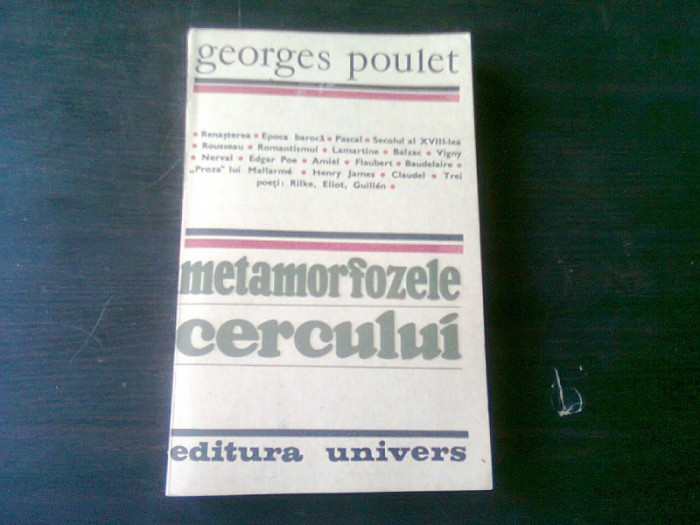 georges poulet
• Renașterea • Epoca barocă • Pascal • Secolul al XVIII-lea
• Rousseau • Romantismul • Lamartine • Balzac • Vigny
• Nerval • Edgar Poe • Amiel • Flaubert • Baudelaire •
„Proza” lui Mallarmé • Henry James • Claudel • Trei
poeți: Rilke, Eliot, Guillén •
metamorfozele
cercului
editura univers